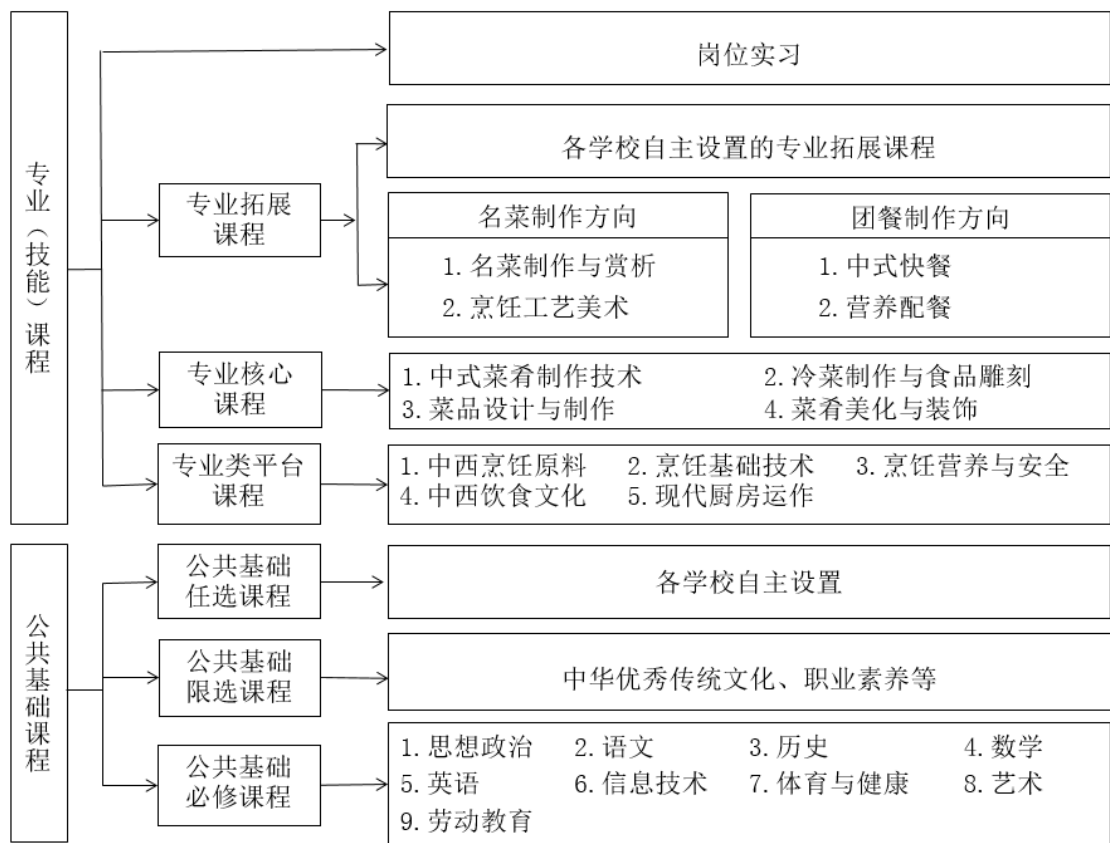 专业（技能）课程
岗位实习
专业拓展
课程
各学校自主设置的专业拓展课程
名菜制作方向
1. 名菜制作与赏析
2. 烹饪工艺美术
团餐制作方向
1. 中式快餐
2. 营养配餐
专业核心
课程
1. 中式菜肴制作技术 2. 冷菜制作与食品雕刻
3. 菜品设计与制作 4. 菜肴美化与装饰
专业类平台
课程
1. 中西烹饪原料 2. 烹饪基础技术 3. 烹饪营养与安全
4. 中西饮食文化 5. 现代厨房运作
公共基础课程
公共基础
任选课程
各学校自主设置
公共基础
限选课程
中华优秀传统文化、职业素养等
公共基础
必修课程
1. 思想政治 2. 语文 3. 历史 4. 数学
5. 英语 6. 信息技术 7. 体育与健康 8. 艺术
9. 劳动教育